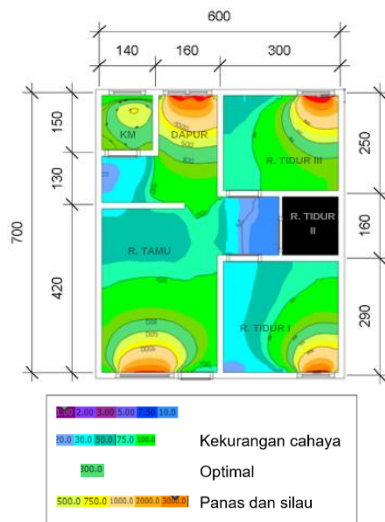 600
140 160 300
150
130
420
700
250
160
290
KM
DAPUR
R. TIDUR III
R. TIDUR
II
R. TAMU
R. TIDUR I
2.00 3.00 5.00 7.50 10.0
20.0 30.0 50.0 75.0 100.0
Kekurangan cahaya
300.0
Optimal
500.0 750.0 1000.0 2000.0 3000.0
Panas dan silau